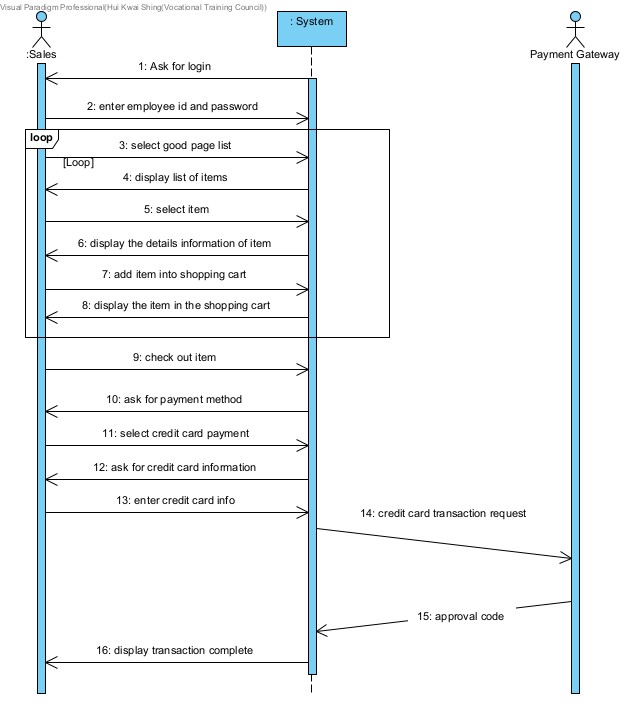 Visual Paradigm Professional(Hui Kwai Shing(Vocational Training Council))
: System
:Sales
Payment Gateway
1: Ask for login
2: enter employee id and password
loop
3: select good page list
[Loop]
4: display list of items
5: select item
6: display the details information of item
7: add item into shopping cart
8: display the item in the shopping cart
9: check out item
10: ask for payment method
11: select credit card payment
12: ask for credit card information
13: enter credit card info
14: credit card transaction request
15: approval code
16: display transaction complete